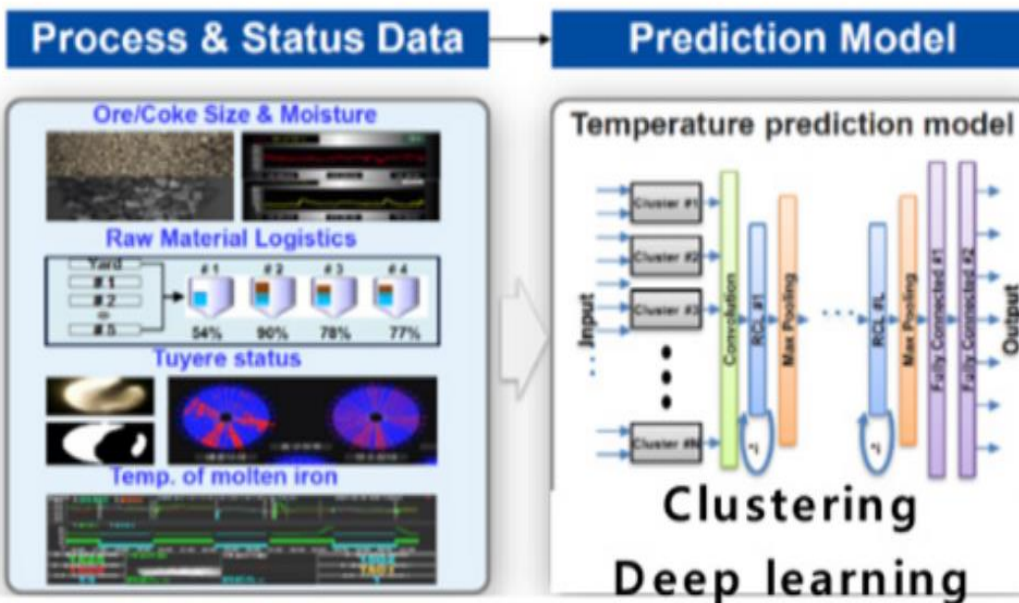 Process & Status Data
Prediction Model
Ore/Coke Size & Moisture
Raw Material Logistics
Yard
#.1
#.2
#.5
#1 #2 #3 #4
54% 90% 78% 77%
Tuyere status
Temp. of molten iron
Temperature prediction model
Input
Cluster #1
Cluster #2
Cluster #3
Cluster #N
Convolution
RCL #1
Max Pooling
RCL #L
Max Pooling
Fully Connected #1
Fully Connected #2
Output
Clustering
Deep learning